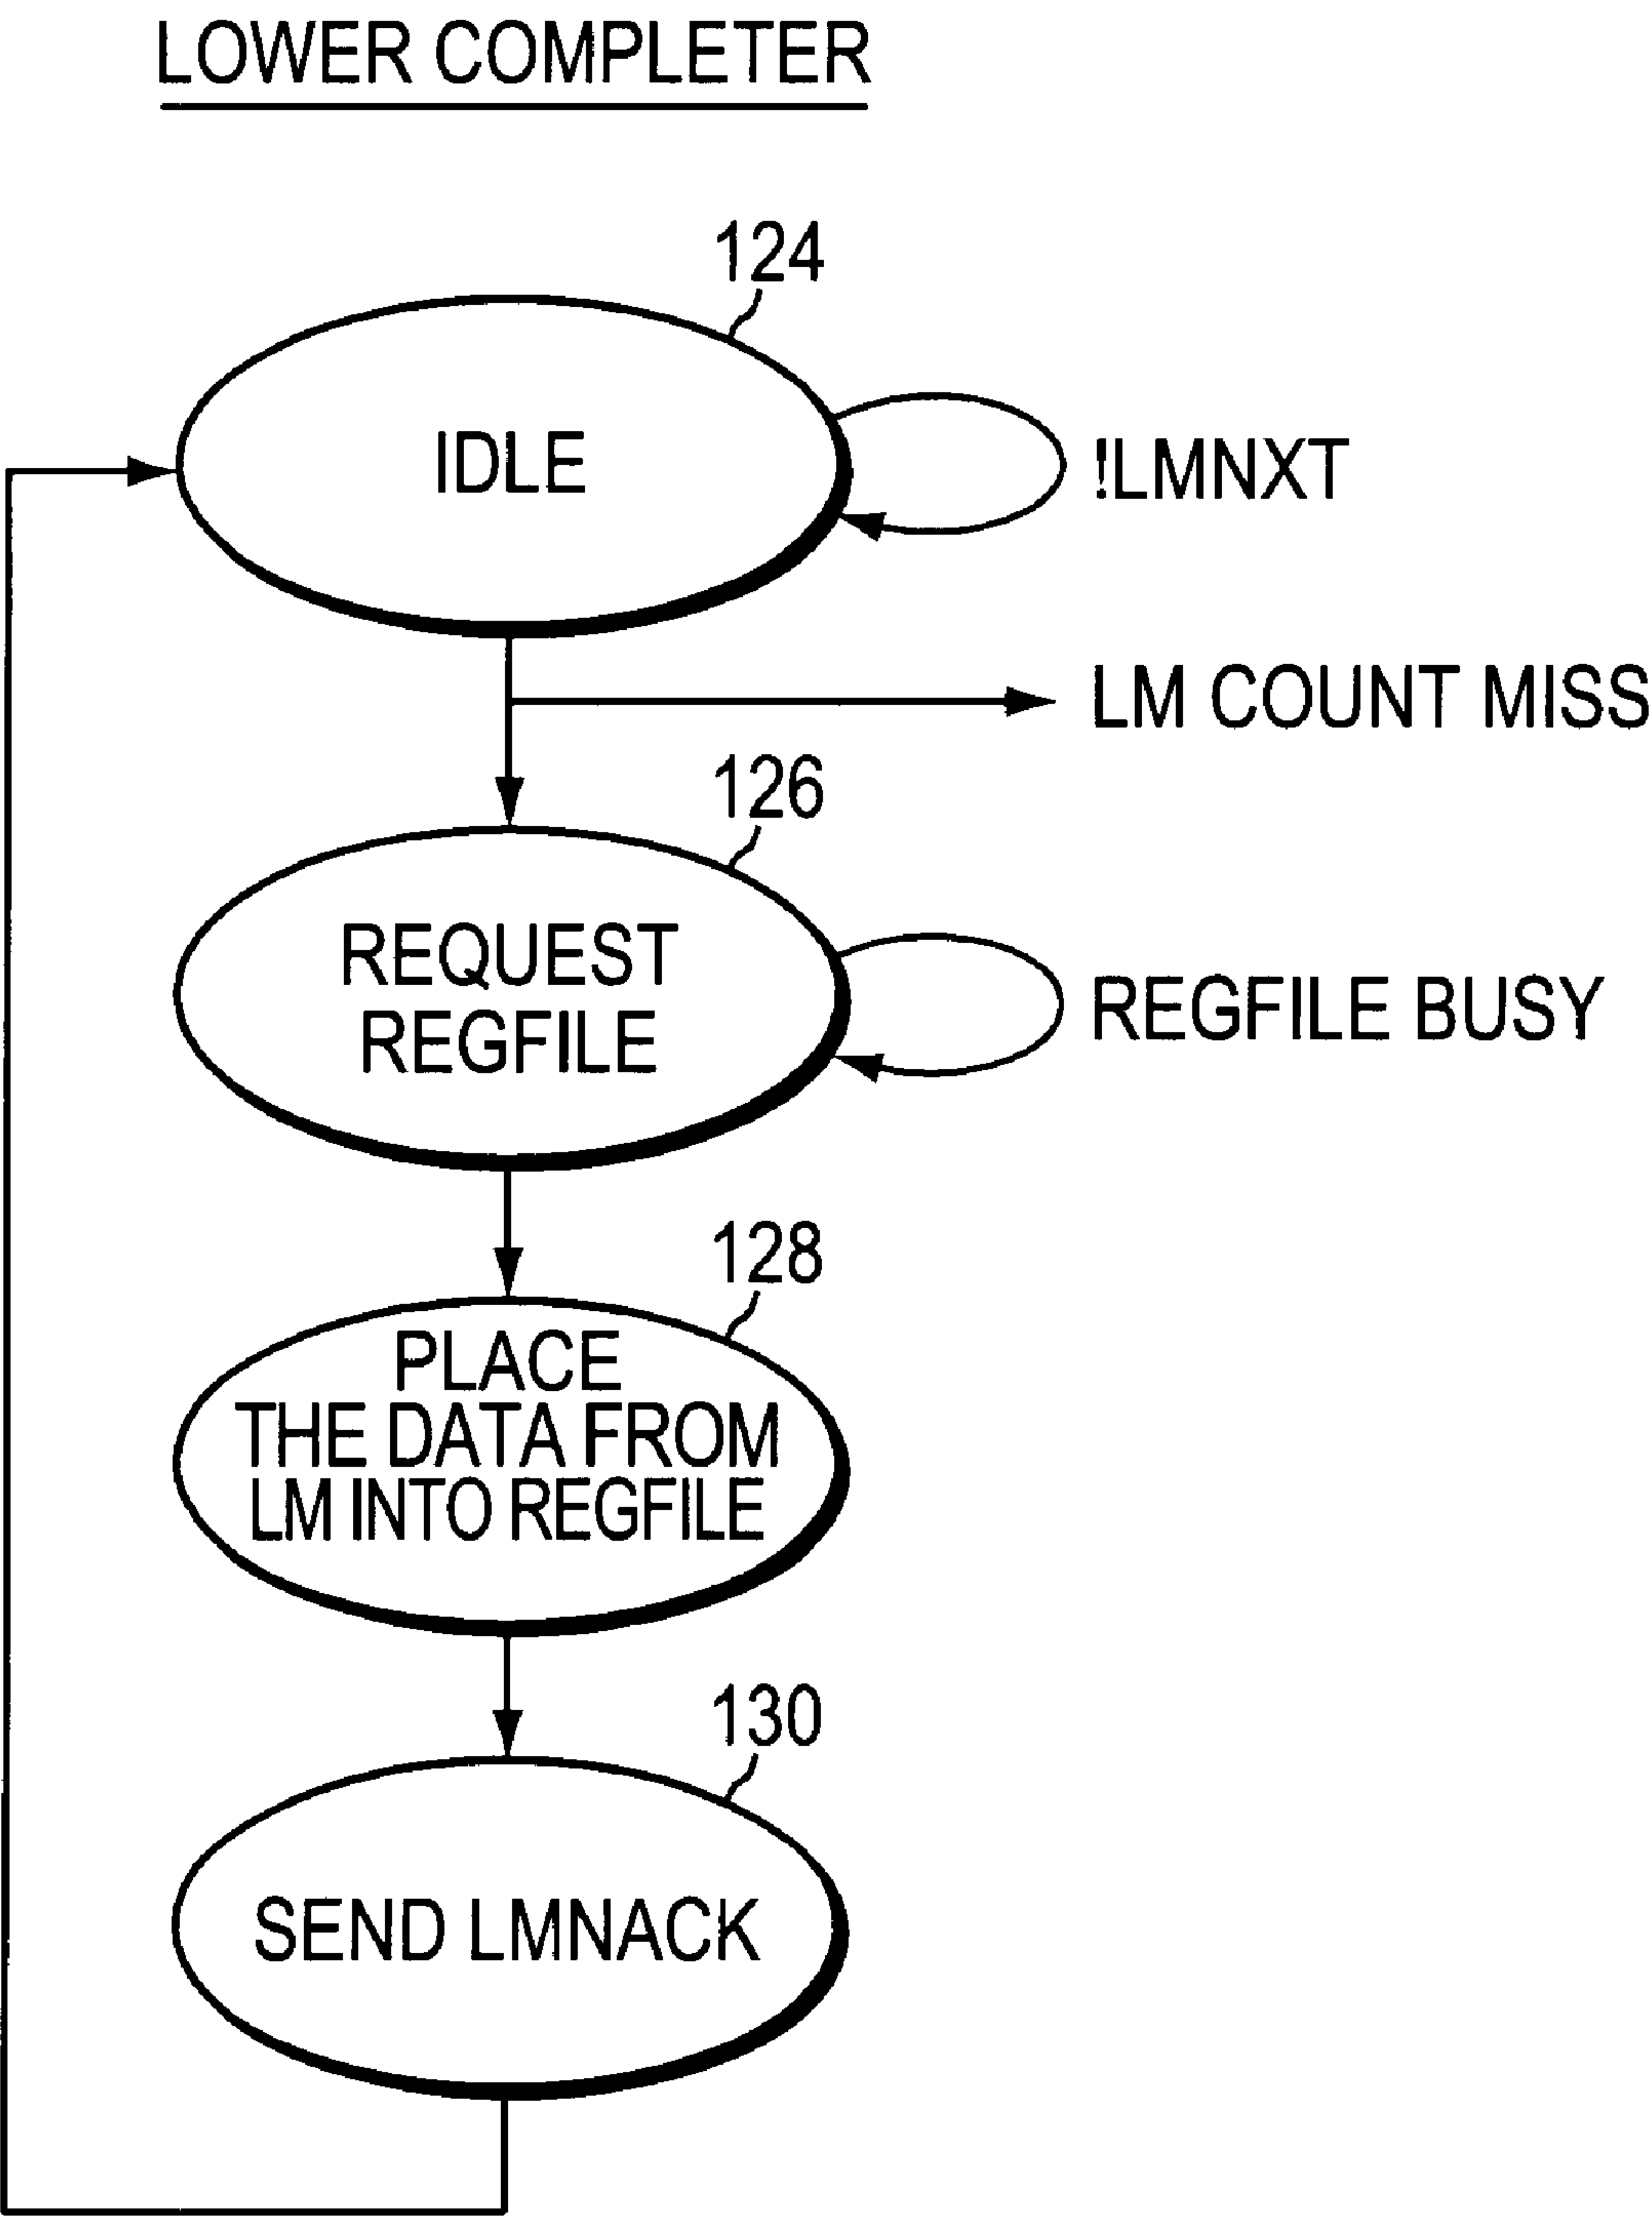 LOWER COMPLETER
124
IDLE
!LMNXT
LM COUNT MISS
126
REQUEST
REGFILE
REGFILE BUSY
128
PLACE
THE DATA FROM
LM INTO REGFILE
130
SEND LMNACK